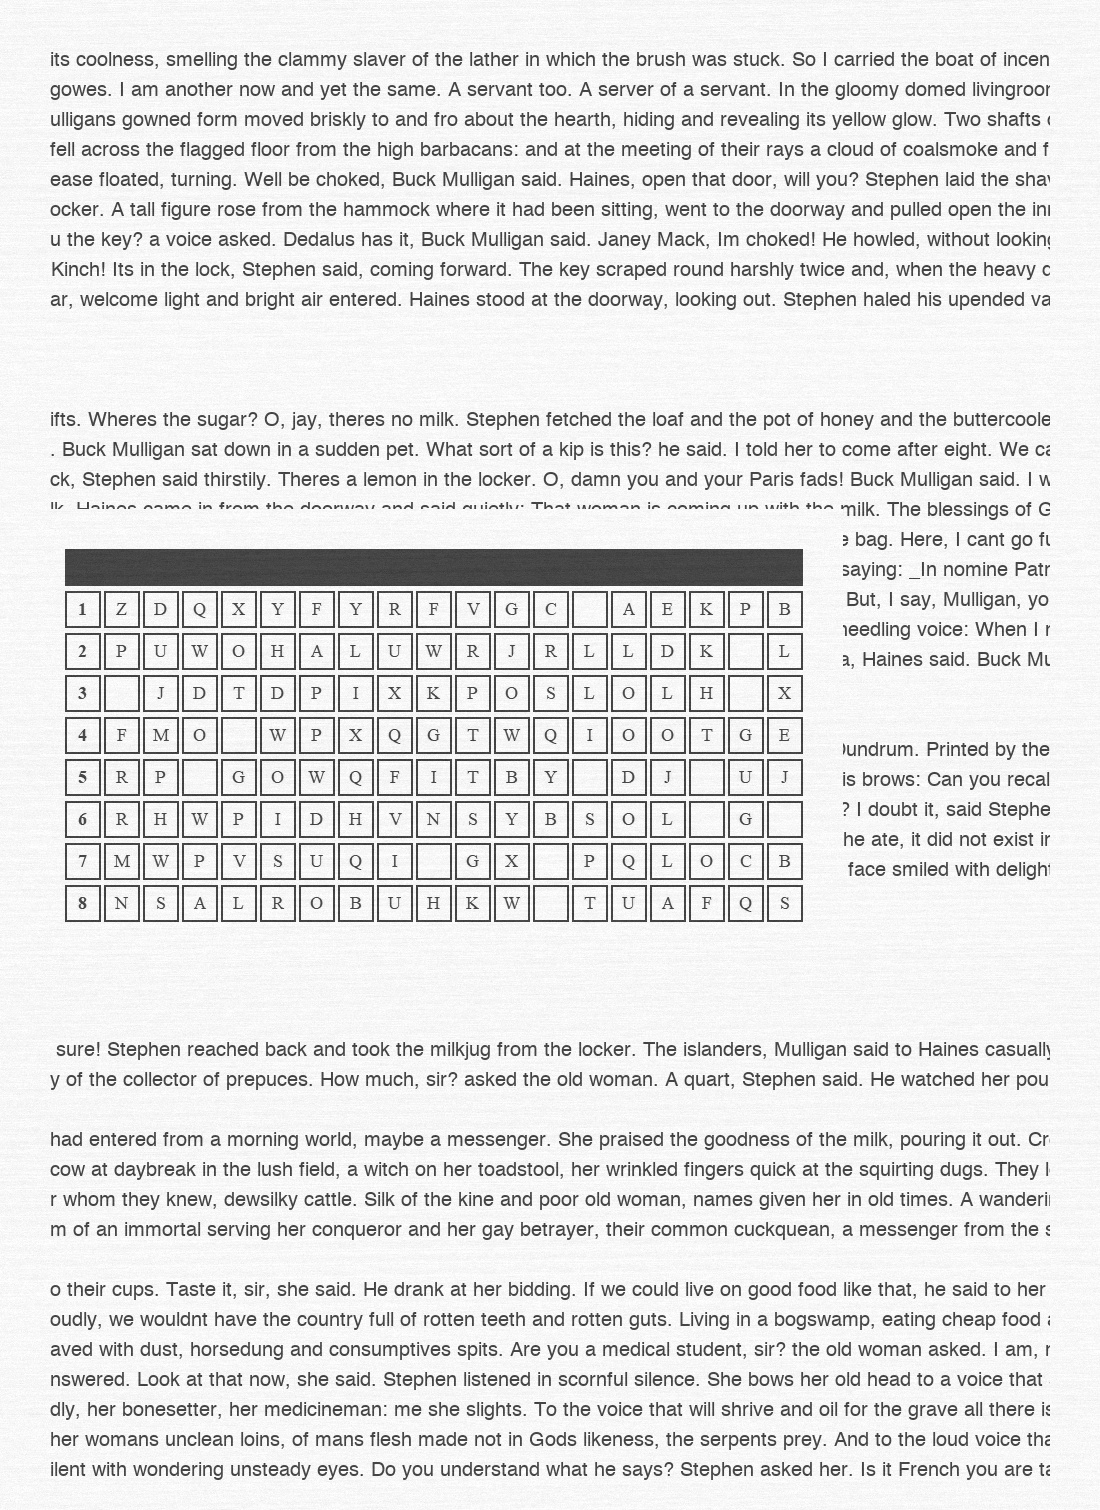 its coolness, smelling the clammy slaver of the lather in which the brush was stuck. So I carried the boat of incen
gowes. I am another now and yet the same. A servant too. A server of a servant. In the gloomy domed livingroor
ulligans gowned form moved briskly to and fro about the hearth, hiding and revealing its yellow glow. Two shafts
fell across the flagged floor from the high barbacans: and at the meeting of their rays a cloud of coalsmoke and f
ease floated, turning. Well be choked, Buck Mulligan said. Haines, open that door, will you? Stephen laid the shav
ocker. A tall figure rose from the hammock where it had been sitting, went to the doorway and pulled open the inr
u the key? a voice asked. Dedalus has it, Buck Mulligan said. Janey Mack, Im choked! He howled, without looking
Kinch! Its in the lock, Stephen said, coming forward. The key scraped round harshly twice and, when the heavy d
ar, welcome light and bright air entered. Haines stood at the doorway, looking out. Stephen haled his upended va
ifts. Wheres the sugar? O, jay, theres no milk. Stephen fetched the loaf and the pot of honey and the buttercoole
. Buck Mulligan sat down in a sudden pet. What sort of a kip is this? he said. I told her to come after eight. We ca
ck, Stephen said thirstily. Theres a lemon in the locker. O, damn you and your Paris fads! Buck Mulligan said. I w
lk. Haines came in from the doorway and said quietly: That woman is coming up with the milk. The blessings of G
bag. Here, I cant go fu
saying: _In nomine Patr
But, I say, Mulligan, yo
needling voice: When I
a, Haines said. Buck Mu
1 Z D Q X Y F Y R F V G C A E K P B
2 P U W O H A L U W R J R L L D K L
3 J D T D P I X K P O S L O L H X
4 F M O W P X Q G T W Q I O O T G E
5 R P G O W Q F I T B Y D J U J
6 R H W P I D H V N S Y B S O L G
7 M W P V S U Q I G X P Q L O C B
8 N S A L R O B U H K W T U A F Q S
Dundrum. Printed by the
is brows: Can you recal
? I doubt it, said Stephe
he ate, it did not exist in
face smiled with delight
sure! Stephen reached back and took the milkjug from the locker. The islanders, Mulligan said to Haines casually
y of the collector of prepuces. How much, sir? asked the old woman. A quart, Stephen said. He watched her pou
had entered from a morning world, maybe a messenger. She praised the goodness of the milk, pouring it out. Cr
cow at daybreak in the lush field, a witch on her toadstool, her wrinkled fingers quick at the squirting dugs. They l
r whom they knew, dewsilky cattle. Silk of the kine and poor old woman, names given her in old times. A wanderi
m of an immortal serving her conqueror and her gay betrayer, their common cuckquean, a messenger from the s
o their cups. Taste it, sir, she said. He drank at her bidding. If we could live on good food like that, he said to her
oudly, we wouldnt have the country full of rotten teeth and rotten guts. Living in a bogswamp, eating cheap food
aved with dust, horsedung and consumptives spits. Are you a medical student, sir? the old woman asked. I am, r
nswered. Look at that now, she said. Stephen listened in scornful silence. She bows her old head to a voice that
dly, her bonesetter, her medicineman: me she slights. To the voice that will shrive and oil for the grave all there is
her womans unclean loins, of mans flesh made not in Gods likeness, the serpents prey. And to the loud voice tha
ilent with wondering unsteady eyes. Do you understand what he says? Stephen asked her. Is it French you are ta